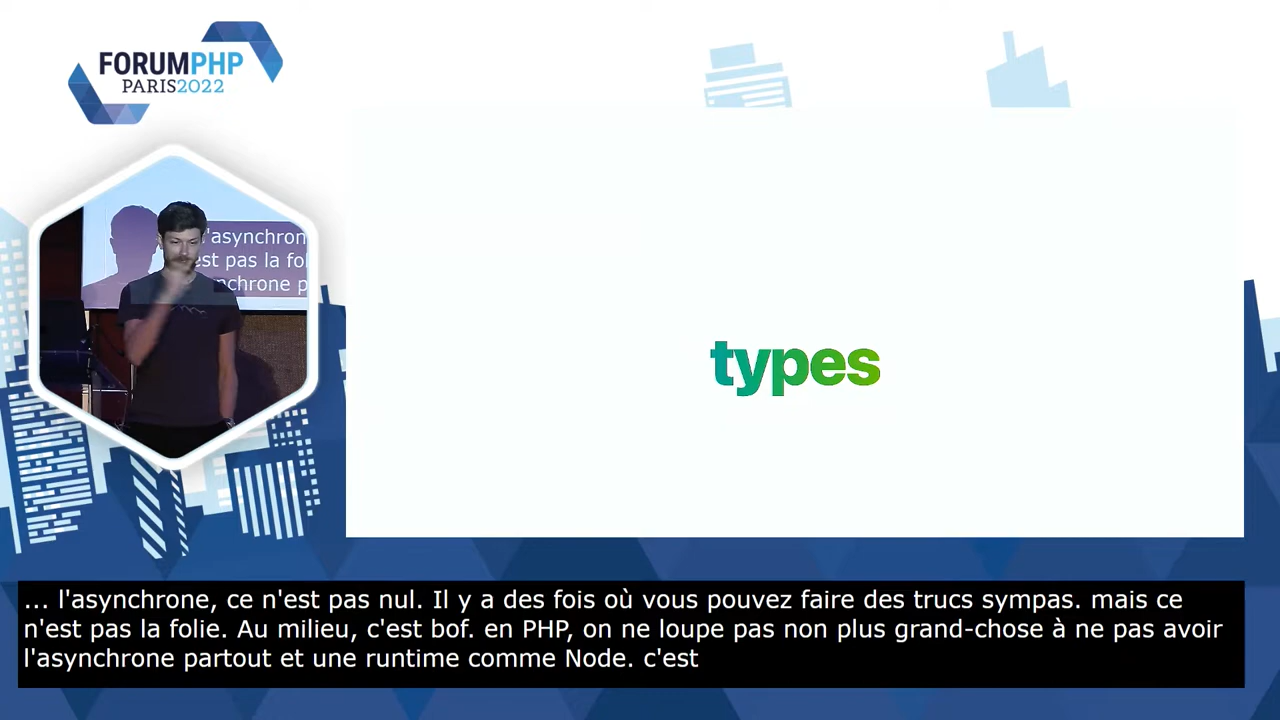 FORUMPHP
PARIS2022
'asynchron
est pas la fol
nchrone p
types
... l'asynchrone, ce n'est pas nul. Il y a des fois où vous pouvez faire des trucs sympas. mais ce
n'est pas la folie. Au milieu, c'est bof. en PHP, on ne loupe pas non plus grand-chose à ne pas avoir
l'asynchrone partout et une runtime comme Node. c'est